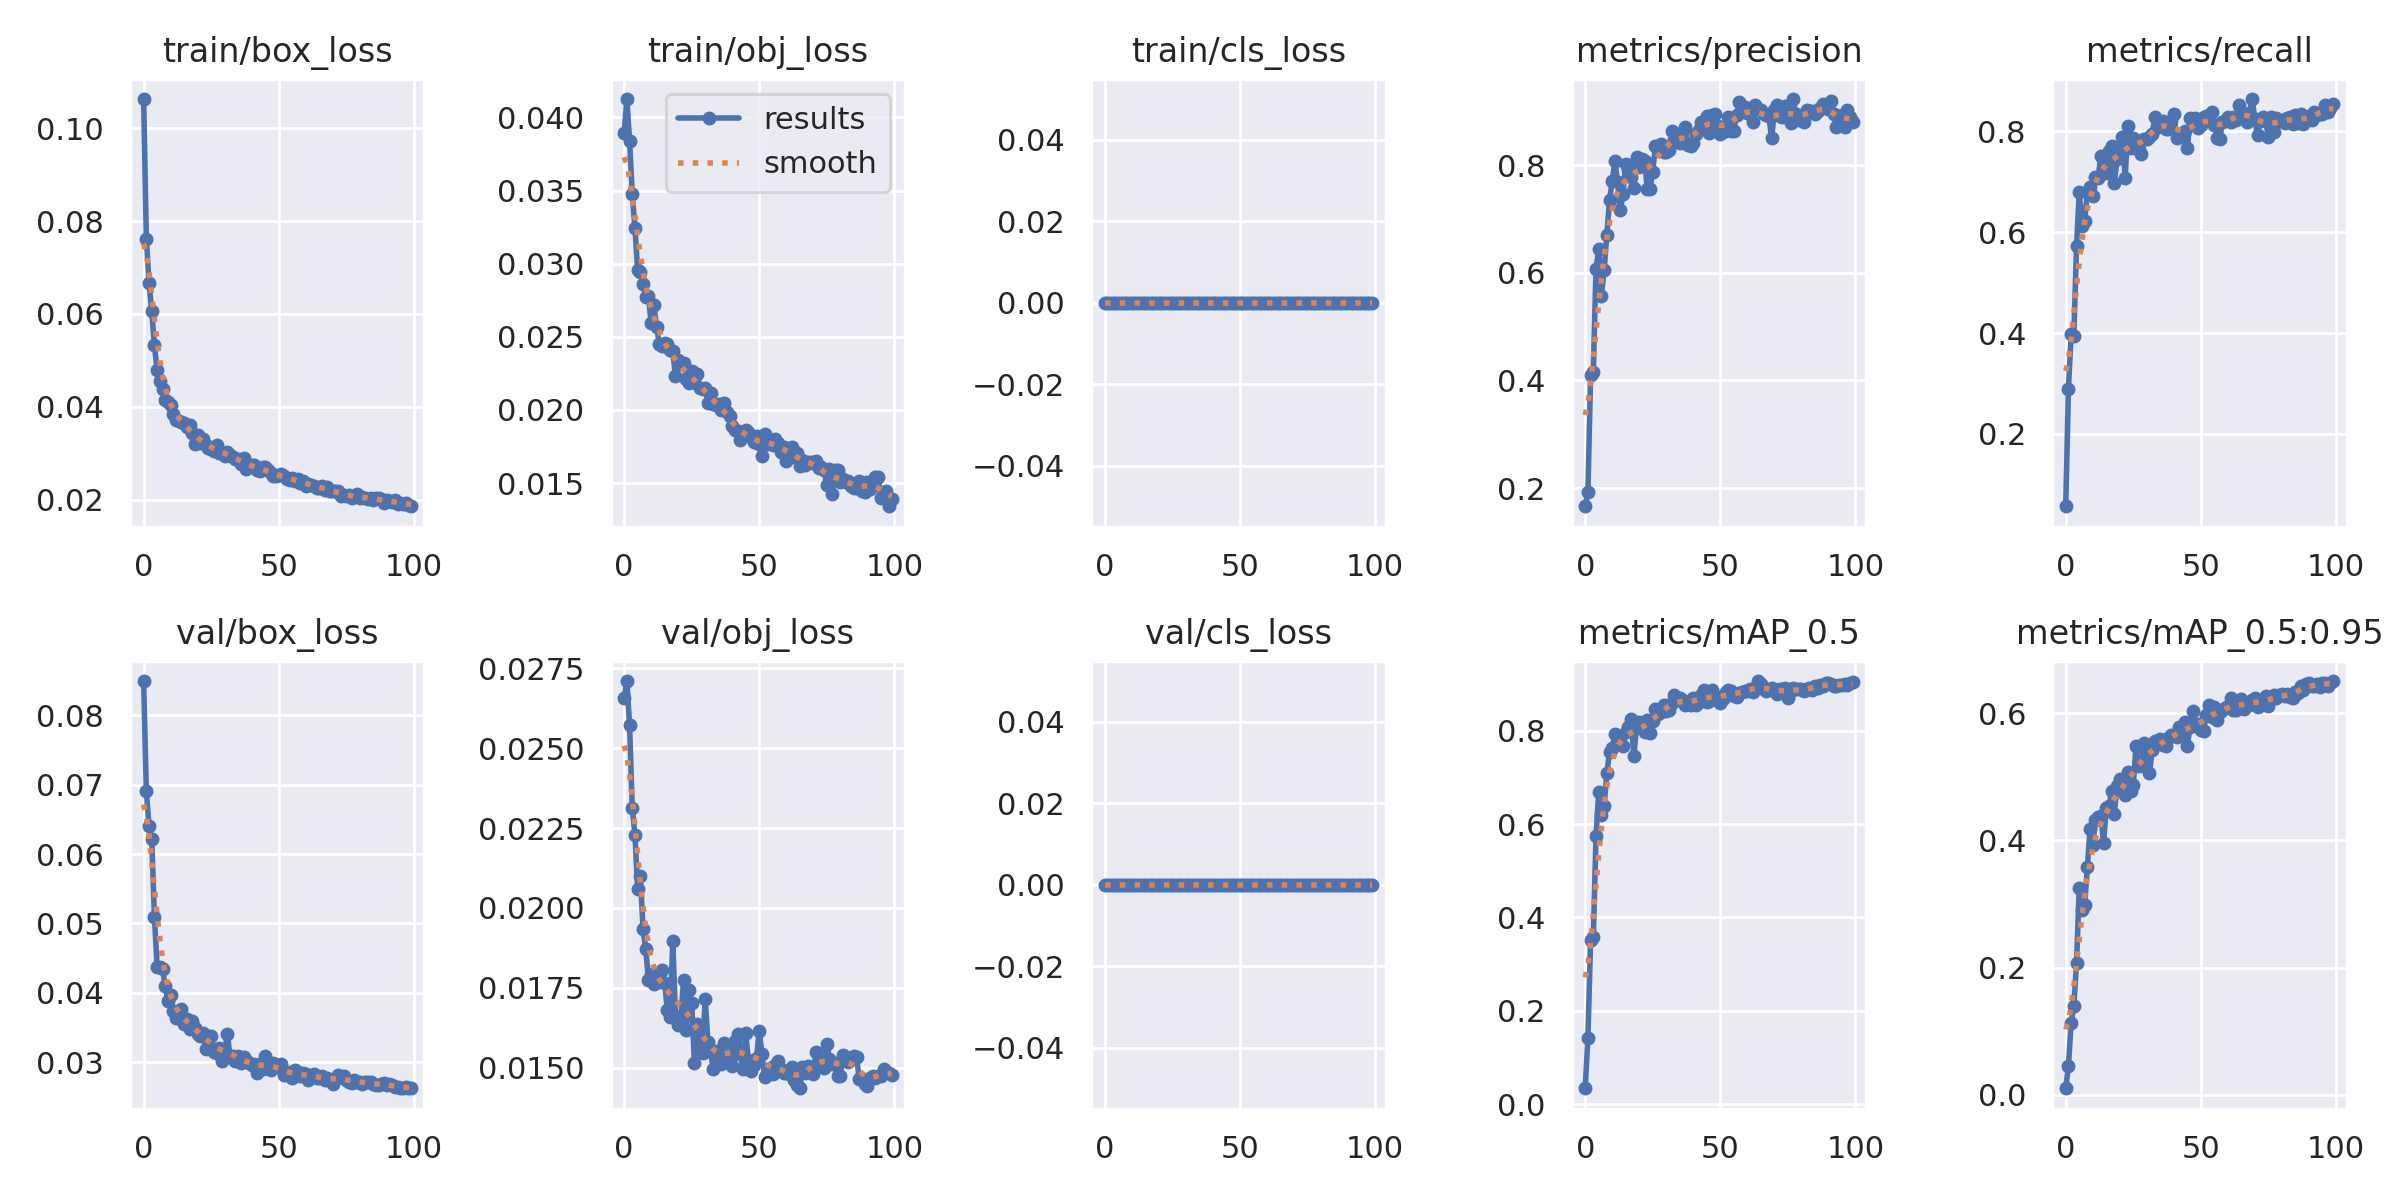 train/box_loss
0.10
0.08
0.06
0.04
0.02
0 50 100
train/obj_loss
results
smooth
0.040
0.035
0.030
0.025
0.020
0.015
0 50 100
train/cls_loss
0.04
0.02
0.00
−0.02
−0.04
0 50 100
metrics/precision
0.8
0.6
0.4
0.2
0 50 100
metrics/recall
0.8
0.6
0.4
0.2
0 50 100
val/box_loss
0.08
0.07
0.06
0.05
0.04
0.03
0 50 100
val/obj_loss
0.0275
0.0250
0.0225
0.0200
0.0175
0.0150
0 50 100
val/cls_loss
0.04
0.02
0.00
−0.02
−0.04
0 50 100
metrics/mAP_0.5
0.8
0.6
0.4
0.2
0.0
0 50 100
metrics/mAP_0.5:0.95
0.6
0.4
0.2
0.0
0 50 100